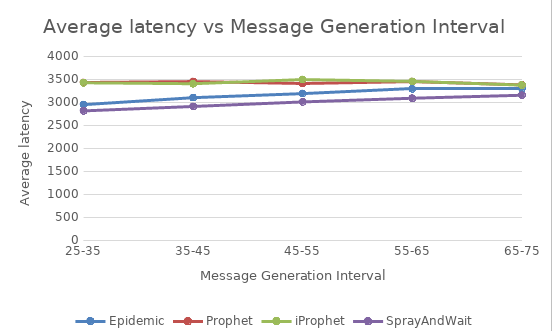 Average latency vs Message Generation Interval
4000
3500
3000
2500
2000
1500
1000
500
0
Average latency
25-35 35-45 45-55 55-65 65-75
Message Generation Interval
Epidemic Prophet iProphet SprayAndWait